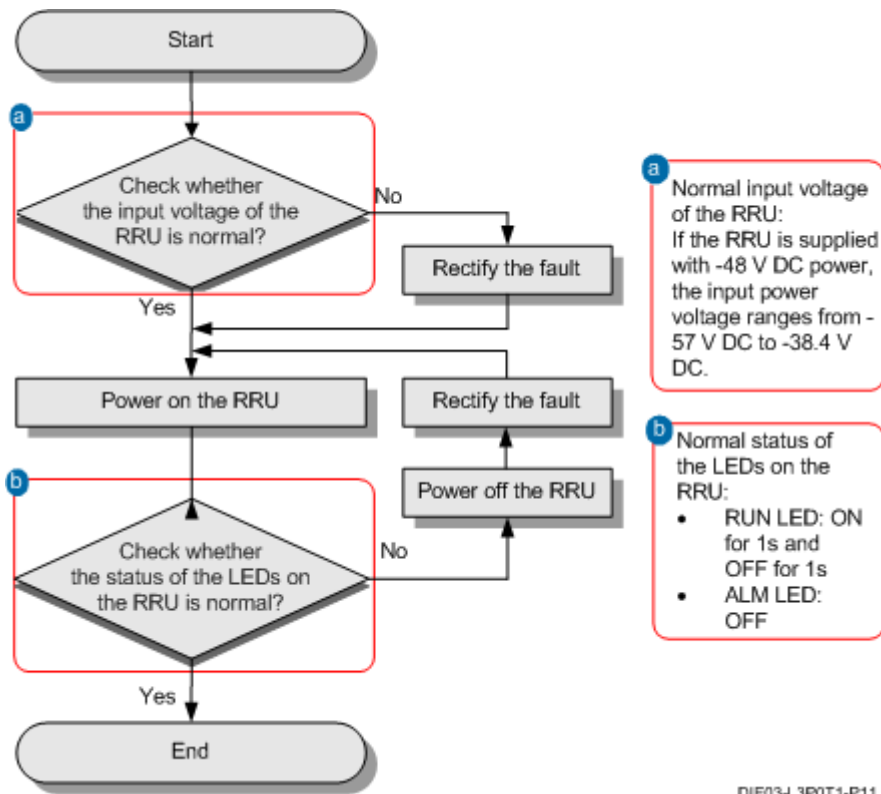 Start
a
Check whether
the input voltage of the
RRU is normal?
No
Rectify the fault
Yes
Power on the RRU
Rectify the fault
Power off the RRU
b
Check whether
the status of the LEDs on
the RRU is normal?
No
Yes
End
a
Normal input voltage
of the RRU:
If the RRU is supplied
with -48 V DC power,
the input power
voltage ranges from -
57 V DC to -38.4 V
DC.
b
Normal status of
the LEDs on the
RRU:
• RUN LED: ON
for 1s and
OFF for 1s
• ALM LED:
OFF